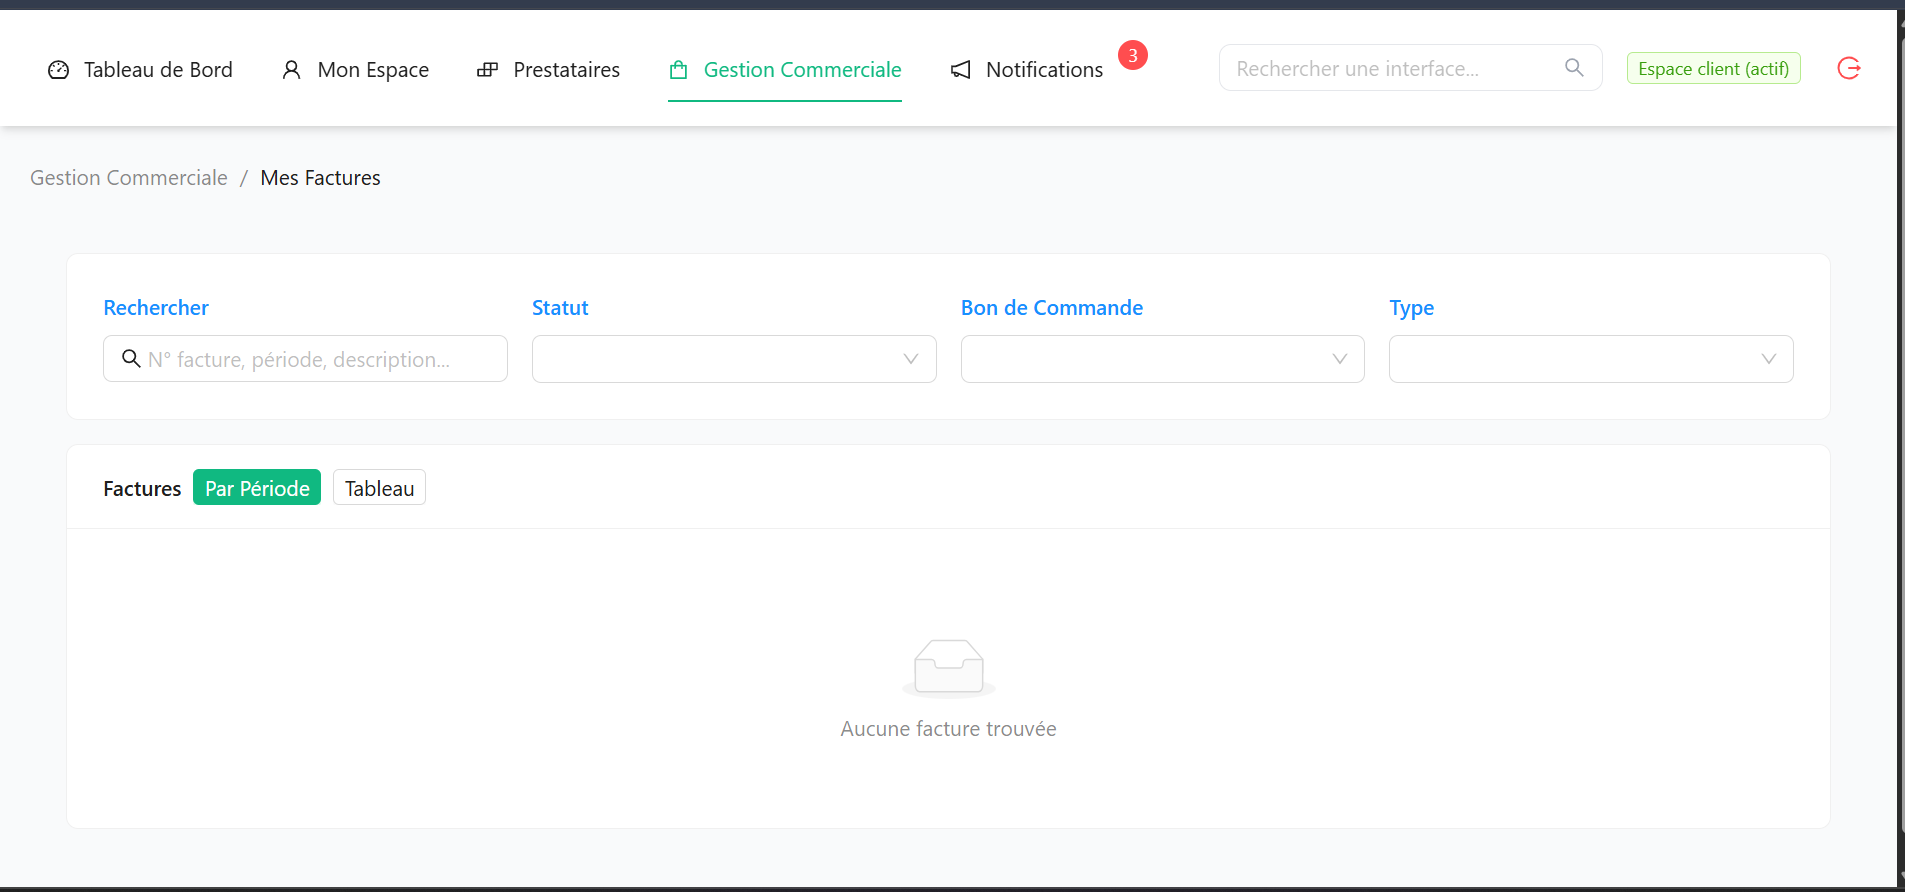 Tableau de Bord
Mon Espace
Prestataires
Gestion Commerciale
Notifications
3
Rechercher une interface...
Espace client (actif)
Gestion Commerciale / Mes Factures
Rechercher
Statut
Bon de Commande
Type
N° facture, période, description...
Factures
Par Période
Tableau
Aucune facture trouvée